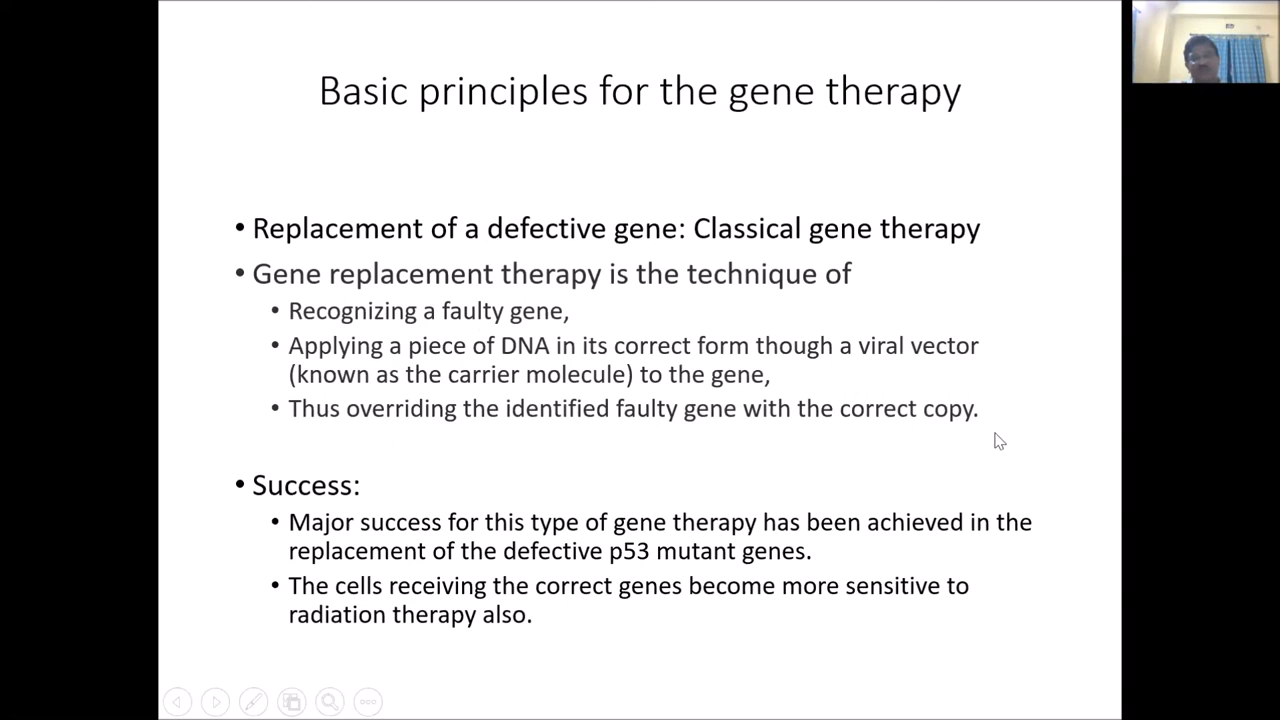 Basic principles for the gene therapy
• Replacement of a defective gene: Classical gene therapy
• Gene replacement therapy is the technique of
• Recognizing a faulty gene,
• Applying a piece of DNA in its correct form though a viral vector
(known as the carrier molecule) to the gene,
• Thus overriding the identified faulty gene with the correct copy.
• Success:
• Major success for this type of gene therapy has been achieved in the
replacement of the defective p53 mutant genes.
• The cells receiving the correct genes become more sensitive to
radiation therapy also.